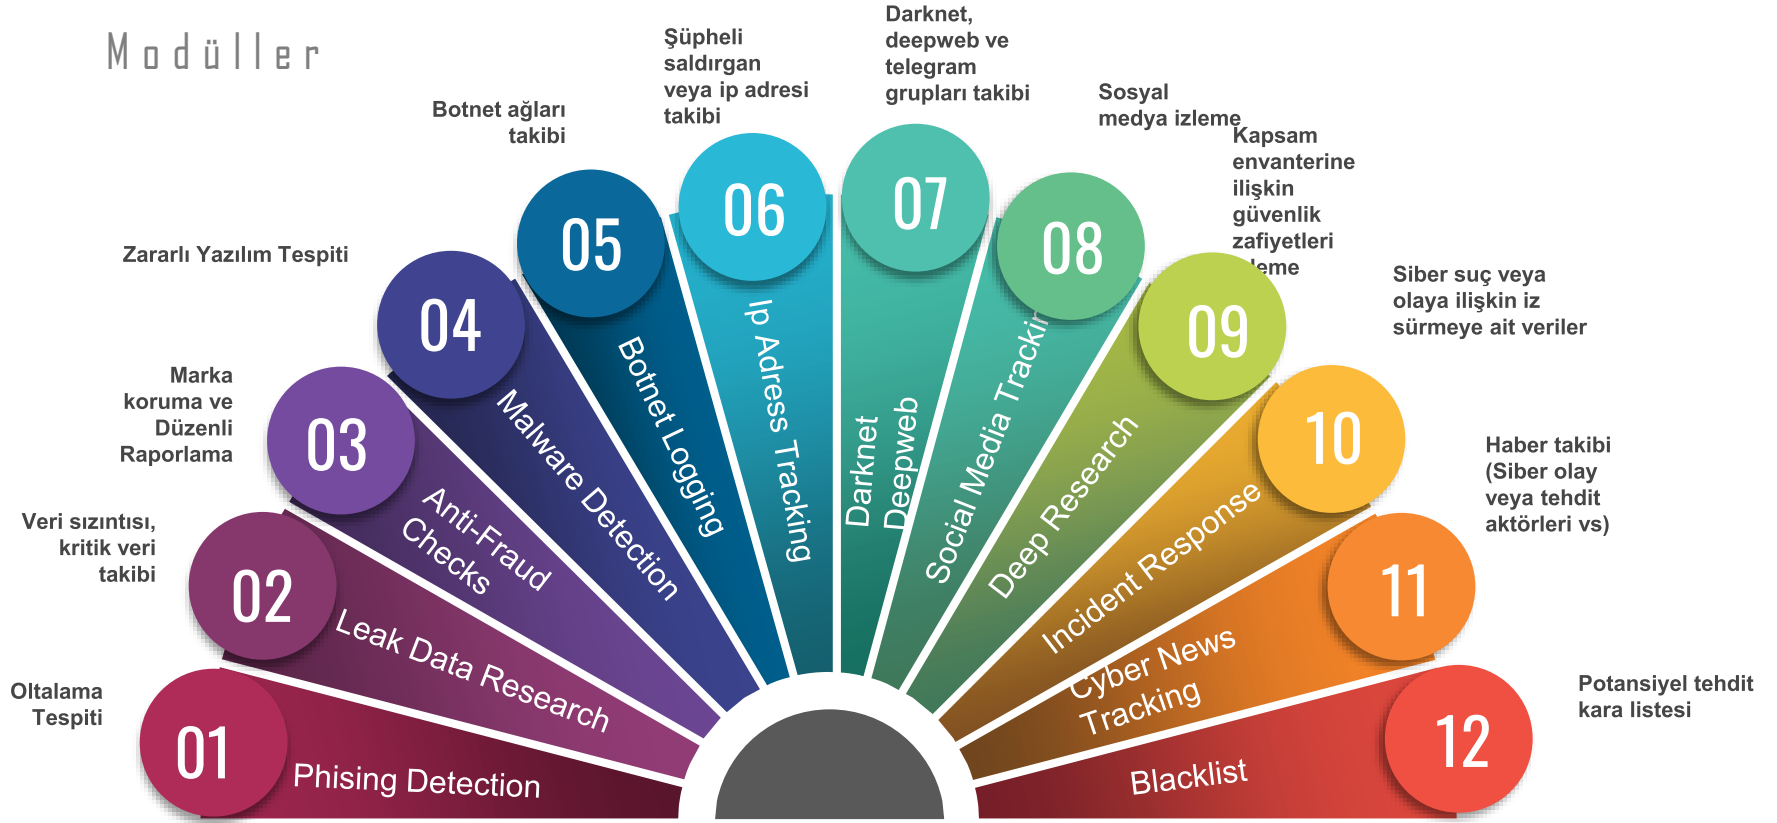 Modüller
Oltalama
Tespiti
01
Phising Detection
Veri sızıntısı,
kritik veri
takibi
02
Leak Data Research
Marka
koruma ve
Düzenli
Raporlama
03
Anti-Fraud
Checks
Zararlı Yazılım Tespiti
04
Malware Detection
Botnet ağları
takibi
05
Botnet Logging
Şüpheli
saldırgan
veya ip adresi
takibi
06
Ip Adress Tracking
Darknet,
deepweb ve
telegram
grupları takibi
07
Darknet
Deepweb
Sosyal
medya izleme
08
Social Media
Kapsam
envanterine
ilişkin
güvenlik
zafiyetleri
09
Deep Research
Siber suç veya
olaya ilişkin iz
sürmeye ait veriler
10
Incident Response
Haber takibi
(Siber olay
veya tehdit
aktörleri vs)
11
Cyber News
Tracking
Potansiyel tehdit
kara listesi
12
Blacklist